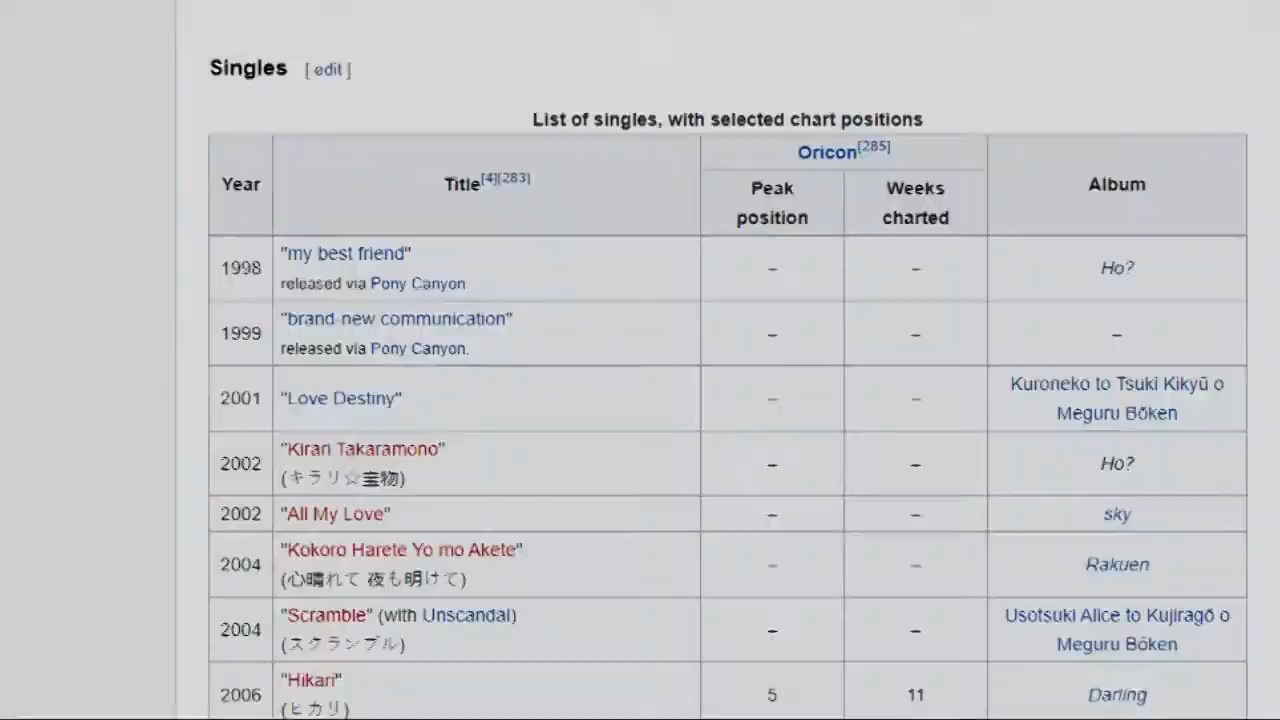 Singles [ edit ]
List of singles, with selected chart positions
Year Title[4][283] Oricon[285] Album
Peak position Weeks charted
1998 "my best friend" – – Ho?
released via Pony Canyon
1999 "brand-new communication" – – –
released via Pony Canyon.
2001 "Love Destiny" – – Kuroneko to Tsuki Kikyū o
Meguru Bōken
2002 "Kirari Takaramono" – – Ho?
(キラリ☆宝物)
2002 "All My Love" – – sky
2004 "Kokoro Harete Yo mo Akete" – – Rakuen
(心晴れて 夜も明けて)
2004 "Scramble" (with Unscandal) – – Usotsuki Alice to Kujiragō o
(スクランブル) Meguru Bōken
2006 "Hikari" 5 11 Darling
(ヒカリ)